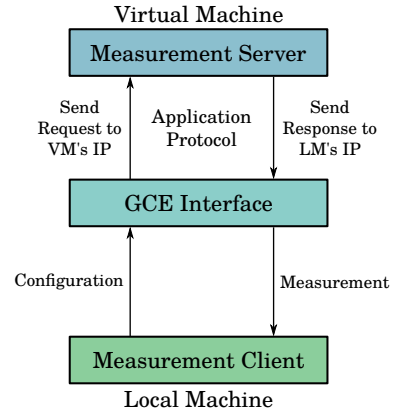 Virtual Machine
Measurement Server
Send
Request to
VM's IP
Application
Protocol
Send
Response to
LM's IP
GCE Interface
Configuration
Measurement
Measurement Client
Local Machine